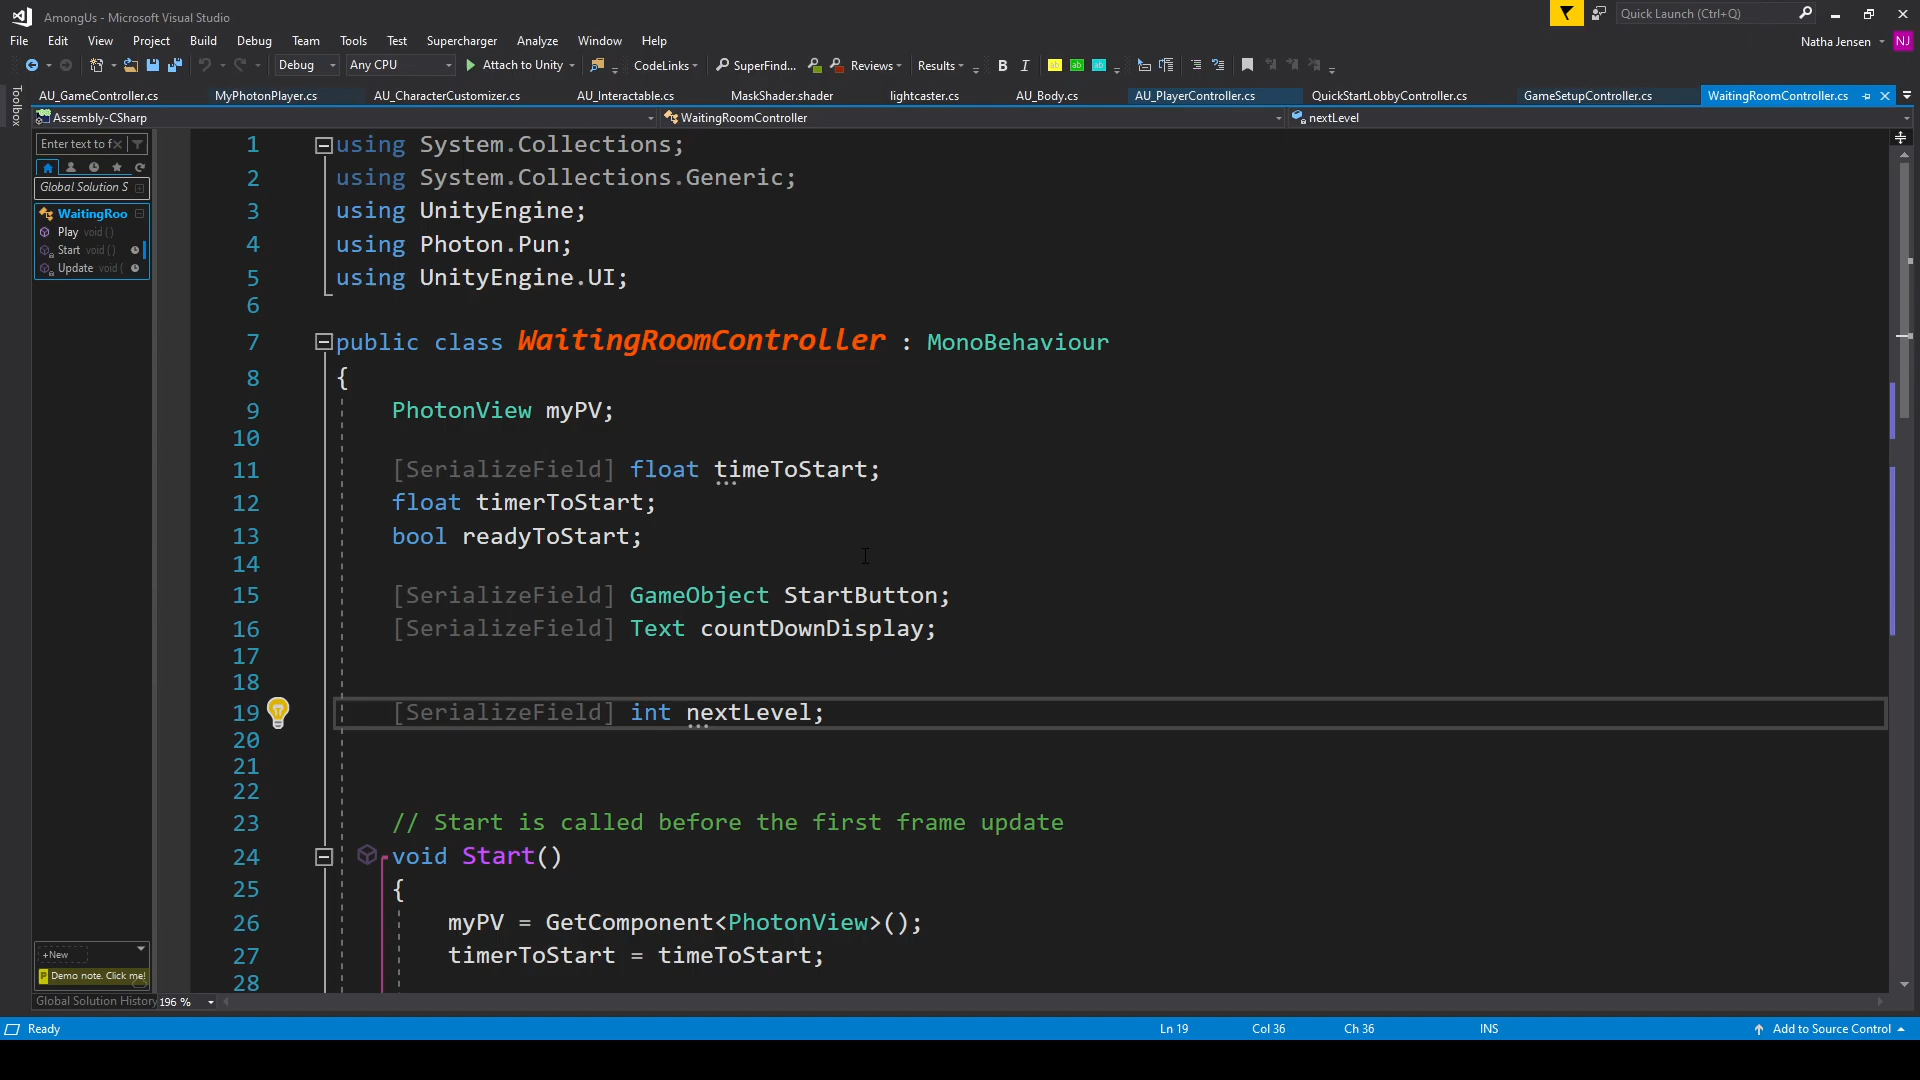 AmongUs - Microsoft Visual Studio
Quick Launch (Ctrl+Q)
File Edit View Project Build Debug Team Tools Test Supercharger Analyze Window Help
Natha Jensen NJ
Debug Any CPU Attach to Unity CodeLinks SuperFind... Reviews Results B I
Toolbox
AU_GameController.cs MyPhotonPlayer.cs AU_CharacterCustomizer.cs AU_Interactable.cs MaskShader.shader lightcaster.cs AU_Body.cs AU_PlayerController.cs QuickStartLobbyController.cs GameSetupController.cs WaitingRoomController.cs
Assembly-CSharp WaitingRoomController nextLevel
Enter text to f
Global Solution S
WaitingRoo
Play void ()
Start void ()
Update void (
1 using System.Collections;
2 using System.Collections.Generic;
3 using UnityEngine;
4 using Photon.Pun;
5 using UnityEngine.UI;
6
7 public class WaitingRoomController : MonoBehaviour
8 {
9 PhotonView myPV;
10
11 [SerializeField] float timeToStart;
12 float timerToStart;
13 bool readyToStart;
14
15 [SerializeField] GameObject StartButton;
16 [SerializeField] Text countDownDisplay;
17
18
19 [SerializeField] int nextLevel;
20
21
22
23 // Start is called before the first frame update
24 void Start()
25 {
26 myPV = GetComponent<PhotonView>();
27 timerToStart = timeToStart;
28
+New
Demo note. Click me!
Global Solution History 196 %
Ready Ln 19 Col 36 Ch 36 INS Add to Source Control